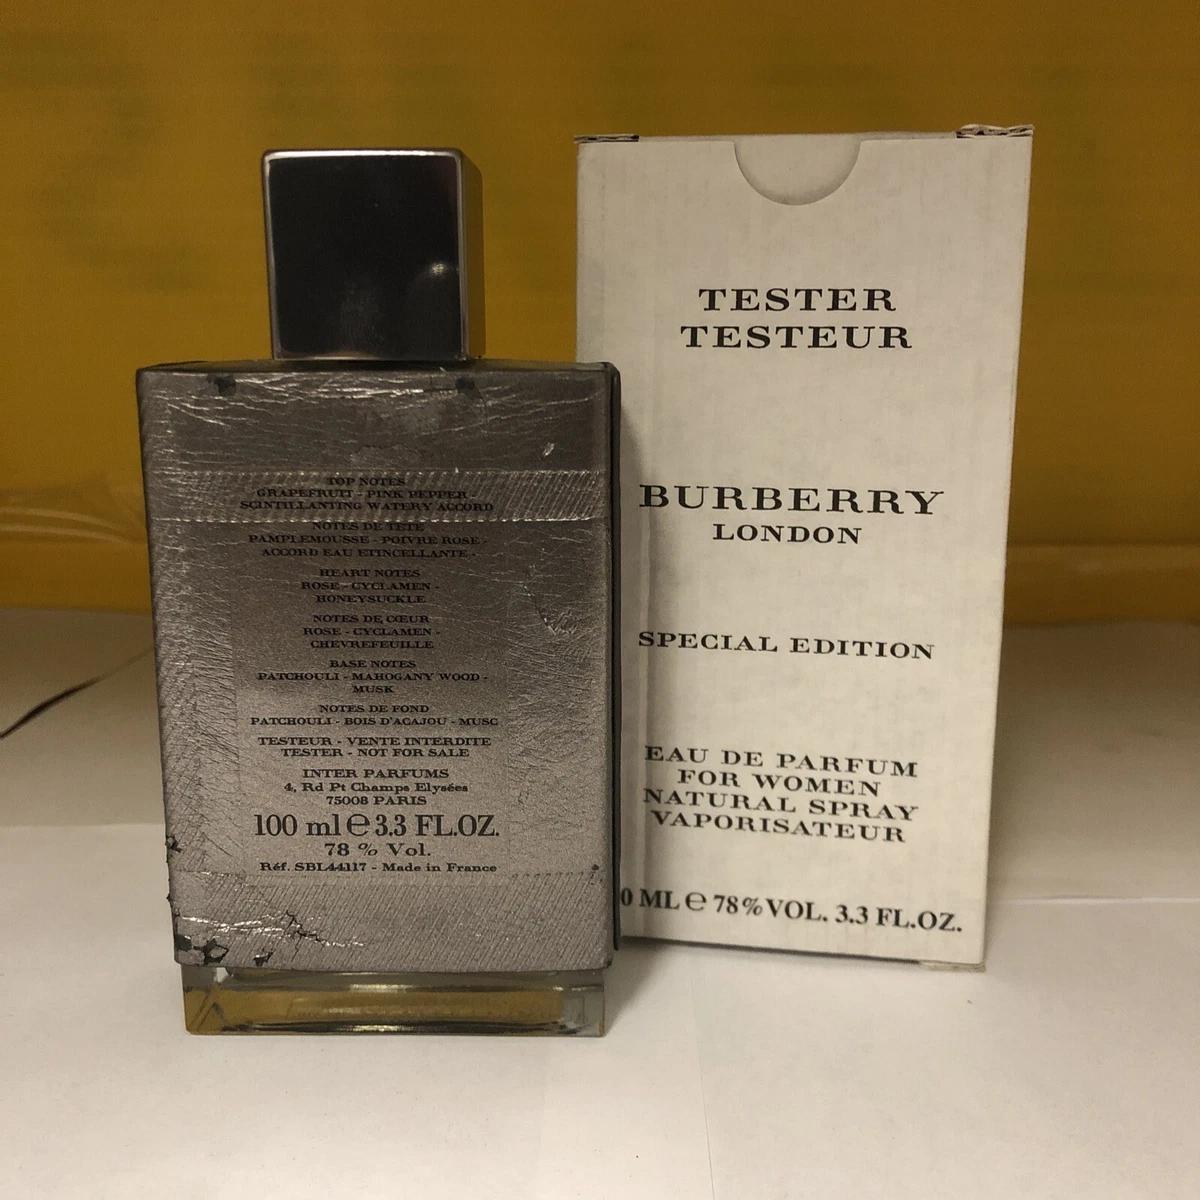 TOP NOTES
GRAPEFRUIT - PINK PEPPER -
SCINTILLANTING WATERY ACCORD
NOTES DE TETE
PAMPLEMOUSSE - POIVRE ROSE -
ACCORD EAU ETINCELLANTE -
HEART NOTES
ROSE - CYCLAMEN -
HONEYSUCKLE
NOTES DE CŒUR
ROSE - CYCLAMEN -
CHEVREFEUILLE
BASE NOTES
PATCHOULI - MAHOGANY WOOD -
MUSK
NOTES DE FOND
PATCHOULI - BOIS D'ACAJOU - MUSC
TESTEUR - VENTE INTERDITE
TESTER - NOT FOR SALE
INTER PARFUMS
4, Rd Pt Champs Elysées
75008 PARIS
100 ml e 3.3 FL.OZ.
78 % Vol.
Réf. SBL44117 - Made in France
TESTER
TESTEUR
BURBERRY
LONDON
SPECIAL EDITION
EAU DE PARFUM
FOR WOMEN
NATURAL SPRAY
VAPORISATEUR
0 ML e 78% VOL. 3.3 FL.OZ.